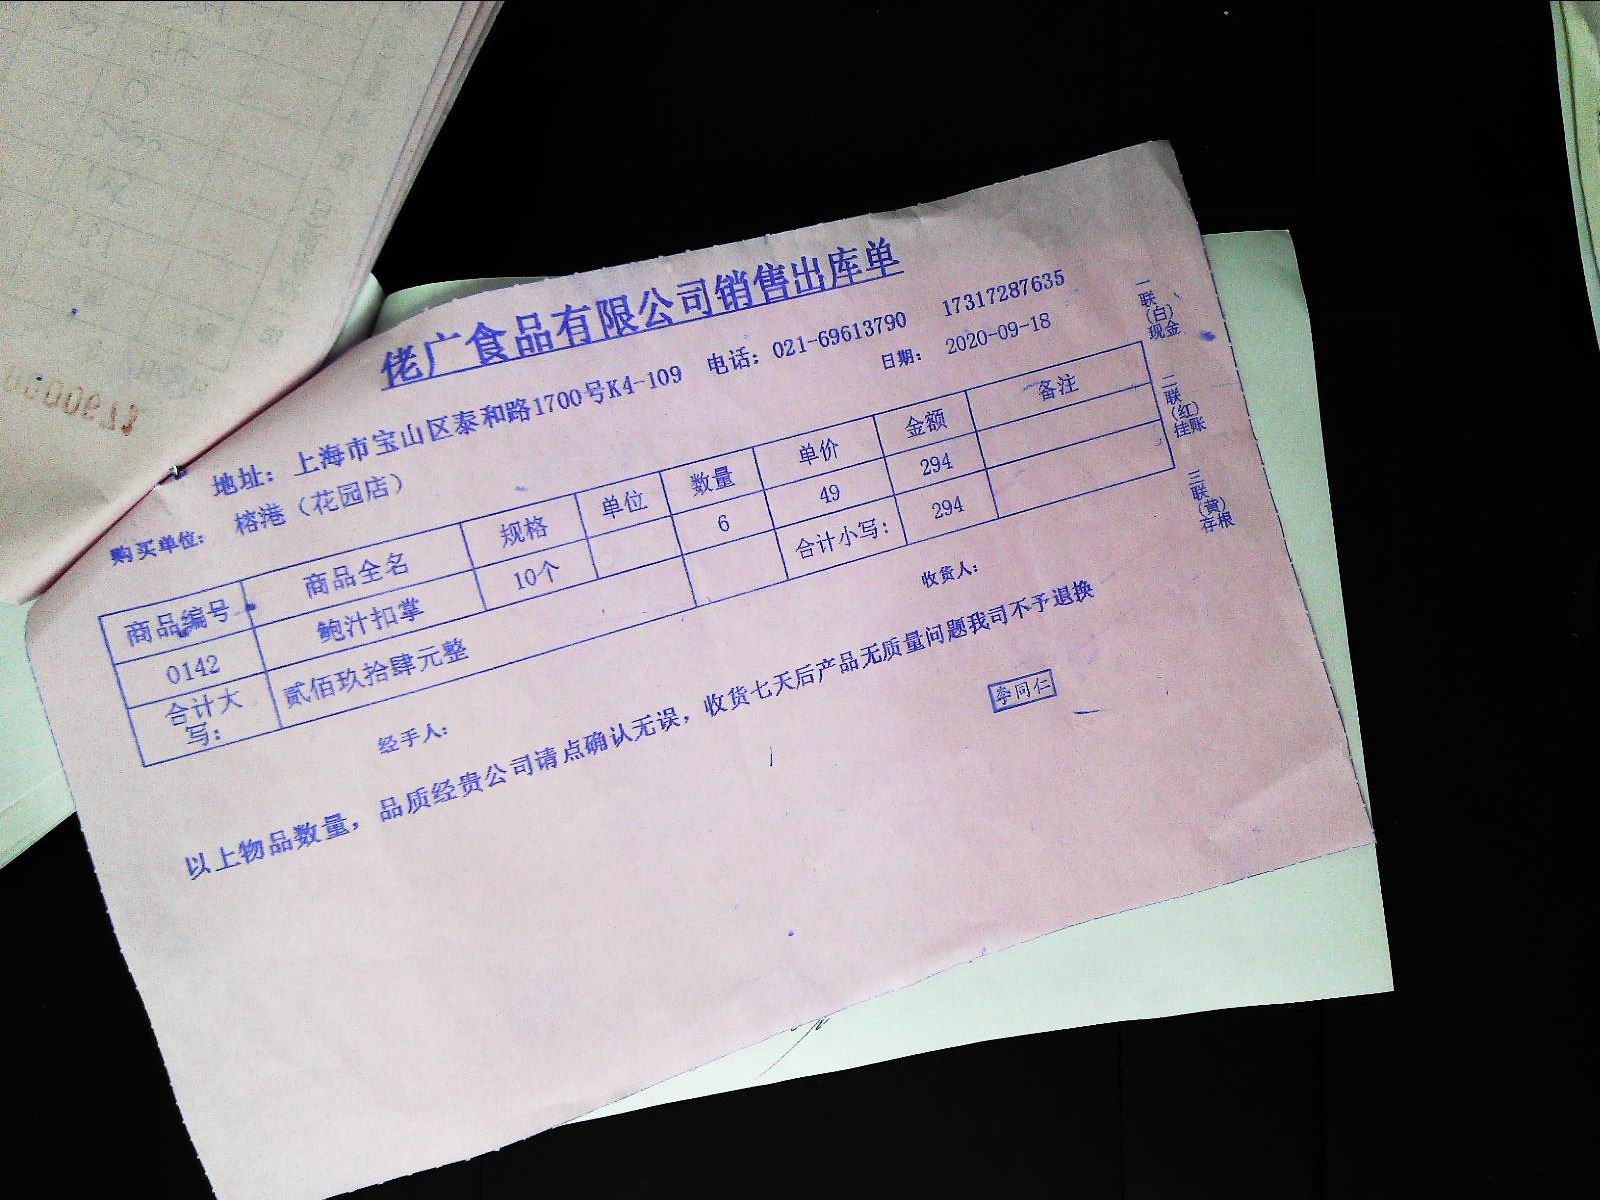 佬广食品有限公司销售出库单
地址：上海市宝山区泰和路1700号K4-109 电话：021-69613790 17317287635
购买单位：榕港（花园店） 日期：2020-09-18
商品编号 商品全名 规格 单位 数量 单价 金额 备注
0142 鲍汁扣掌 10个 6 49 294
合计大写： 贰佰玖拾肆元整 合计小写： 294
经手人： 收货人：
以上物品数量，品质经贵公司请点确认无误，收货七天后产品无质量问题我司不予退换
李同仁
一联（白）现金
二联（红）挂账
三联（黄）存根